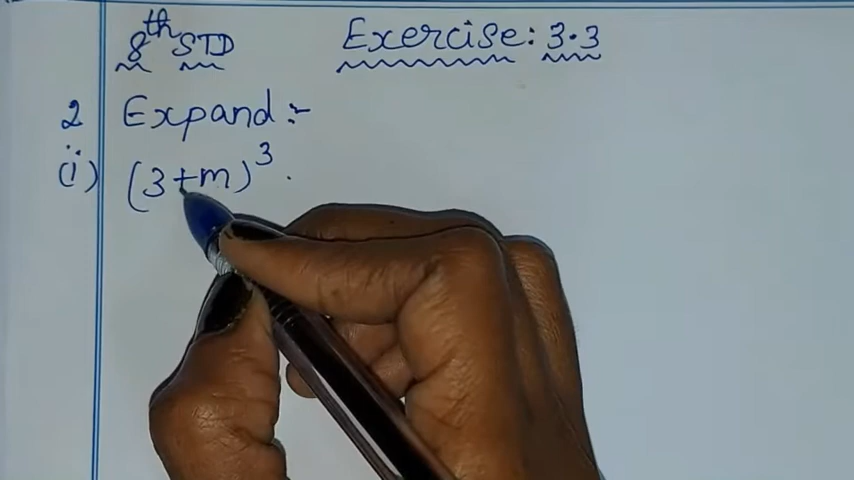 8th STD Exercise: 3.3
2 Expand :-
(i) (3+m)³.